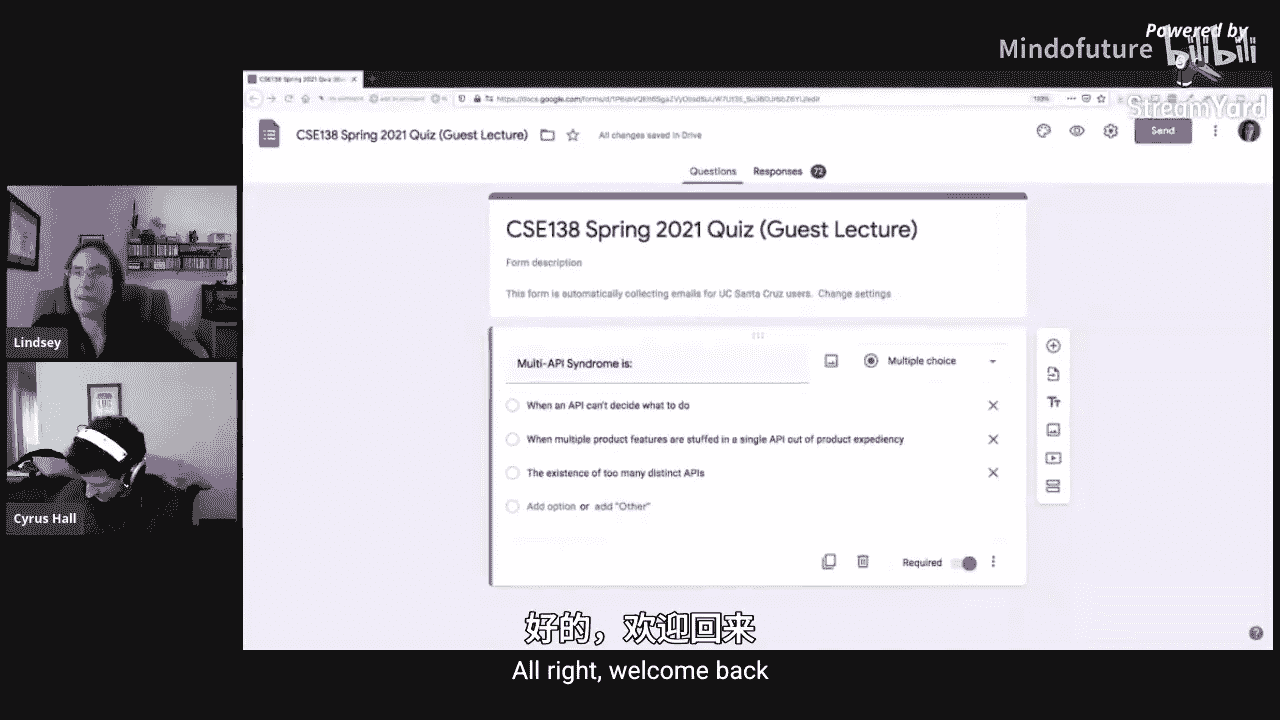 Powered by
Mindofuture bilibili
StreamYard
CSE138 Spring 2021 Quiz (Guest Lecture)
All changes saved in Drive
Send
Questions
Responses 72
CSE138 Spring 2021 Quiz (Guest Lecture)
Form description
This form is automatically collecting emails for UC Santa Cruz users. Change settings
Multi-API Syndrome is:
Multiple choice
When an API can't decide what to do
When multiple product features are stuffed in a single API out of product expediency
The existence of too many distinct APIs
Add option or add "Other"
Required
Lindsey
Cyrus Hall
好的，欢迎回来
All right, welcome back